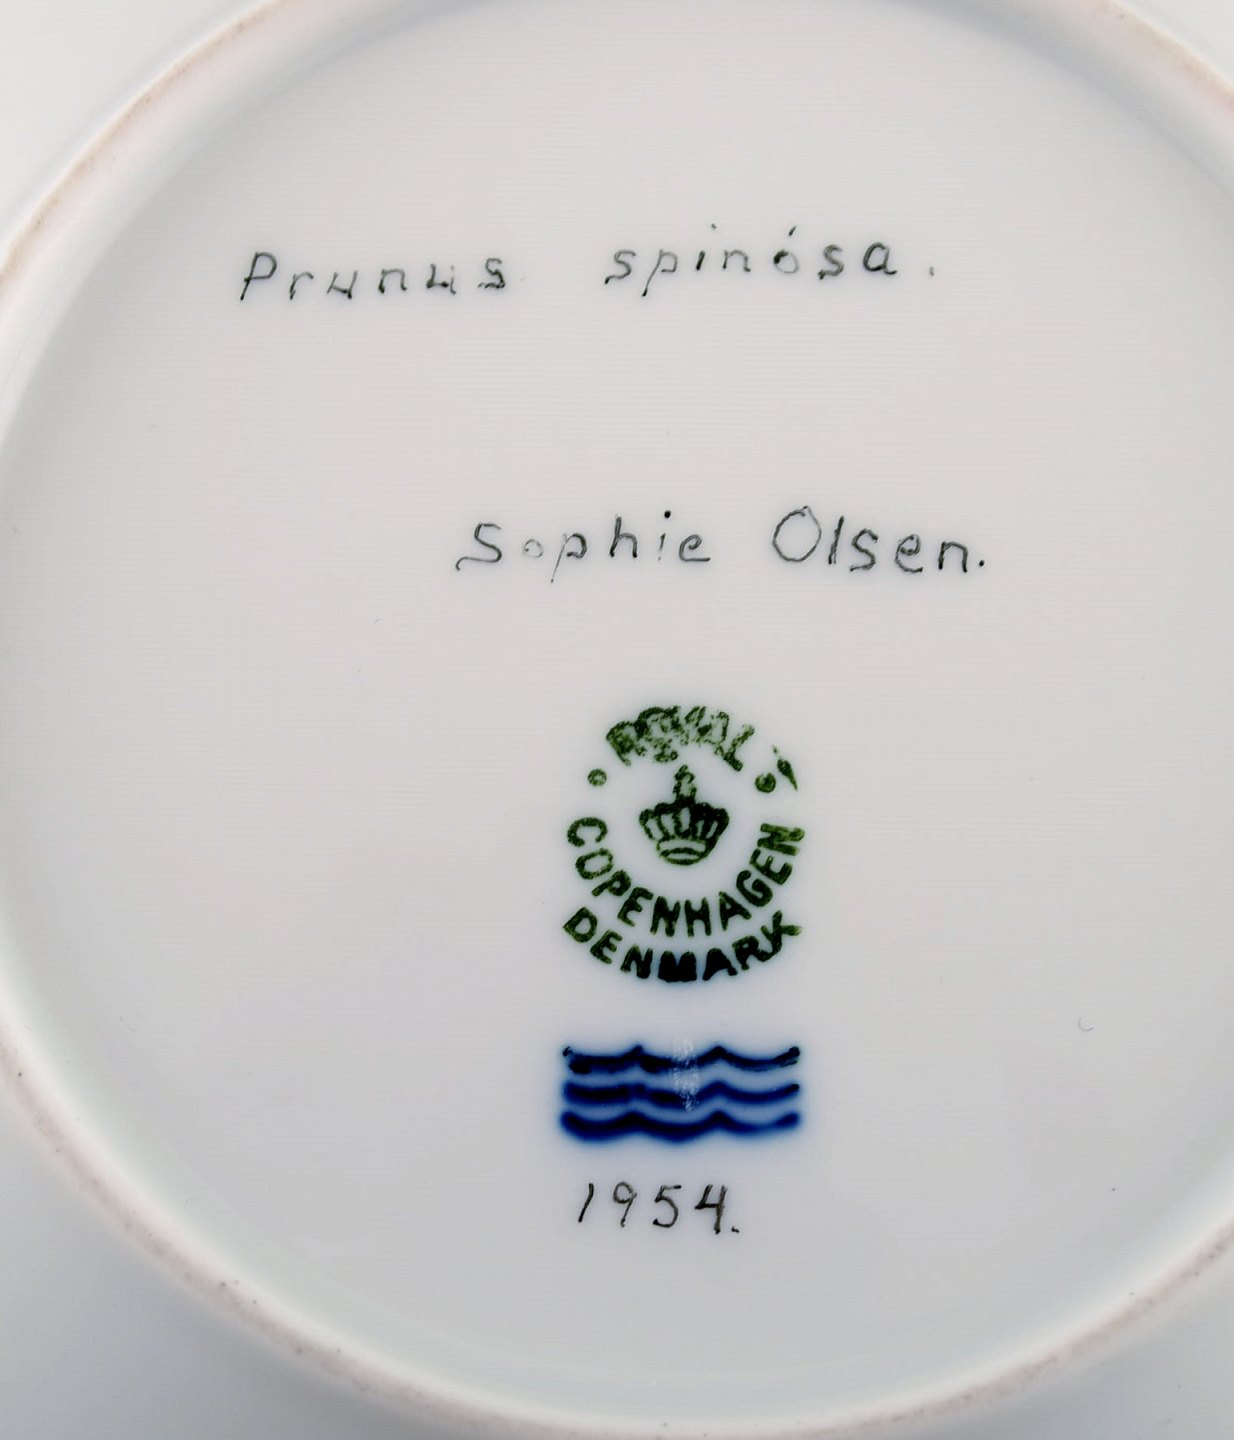 Prunus spinósa.
Sophie Olsen.
ROYAL
COPENHAGEN
DENMARK
1954.